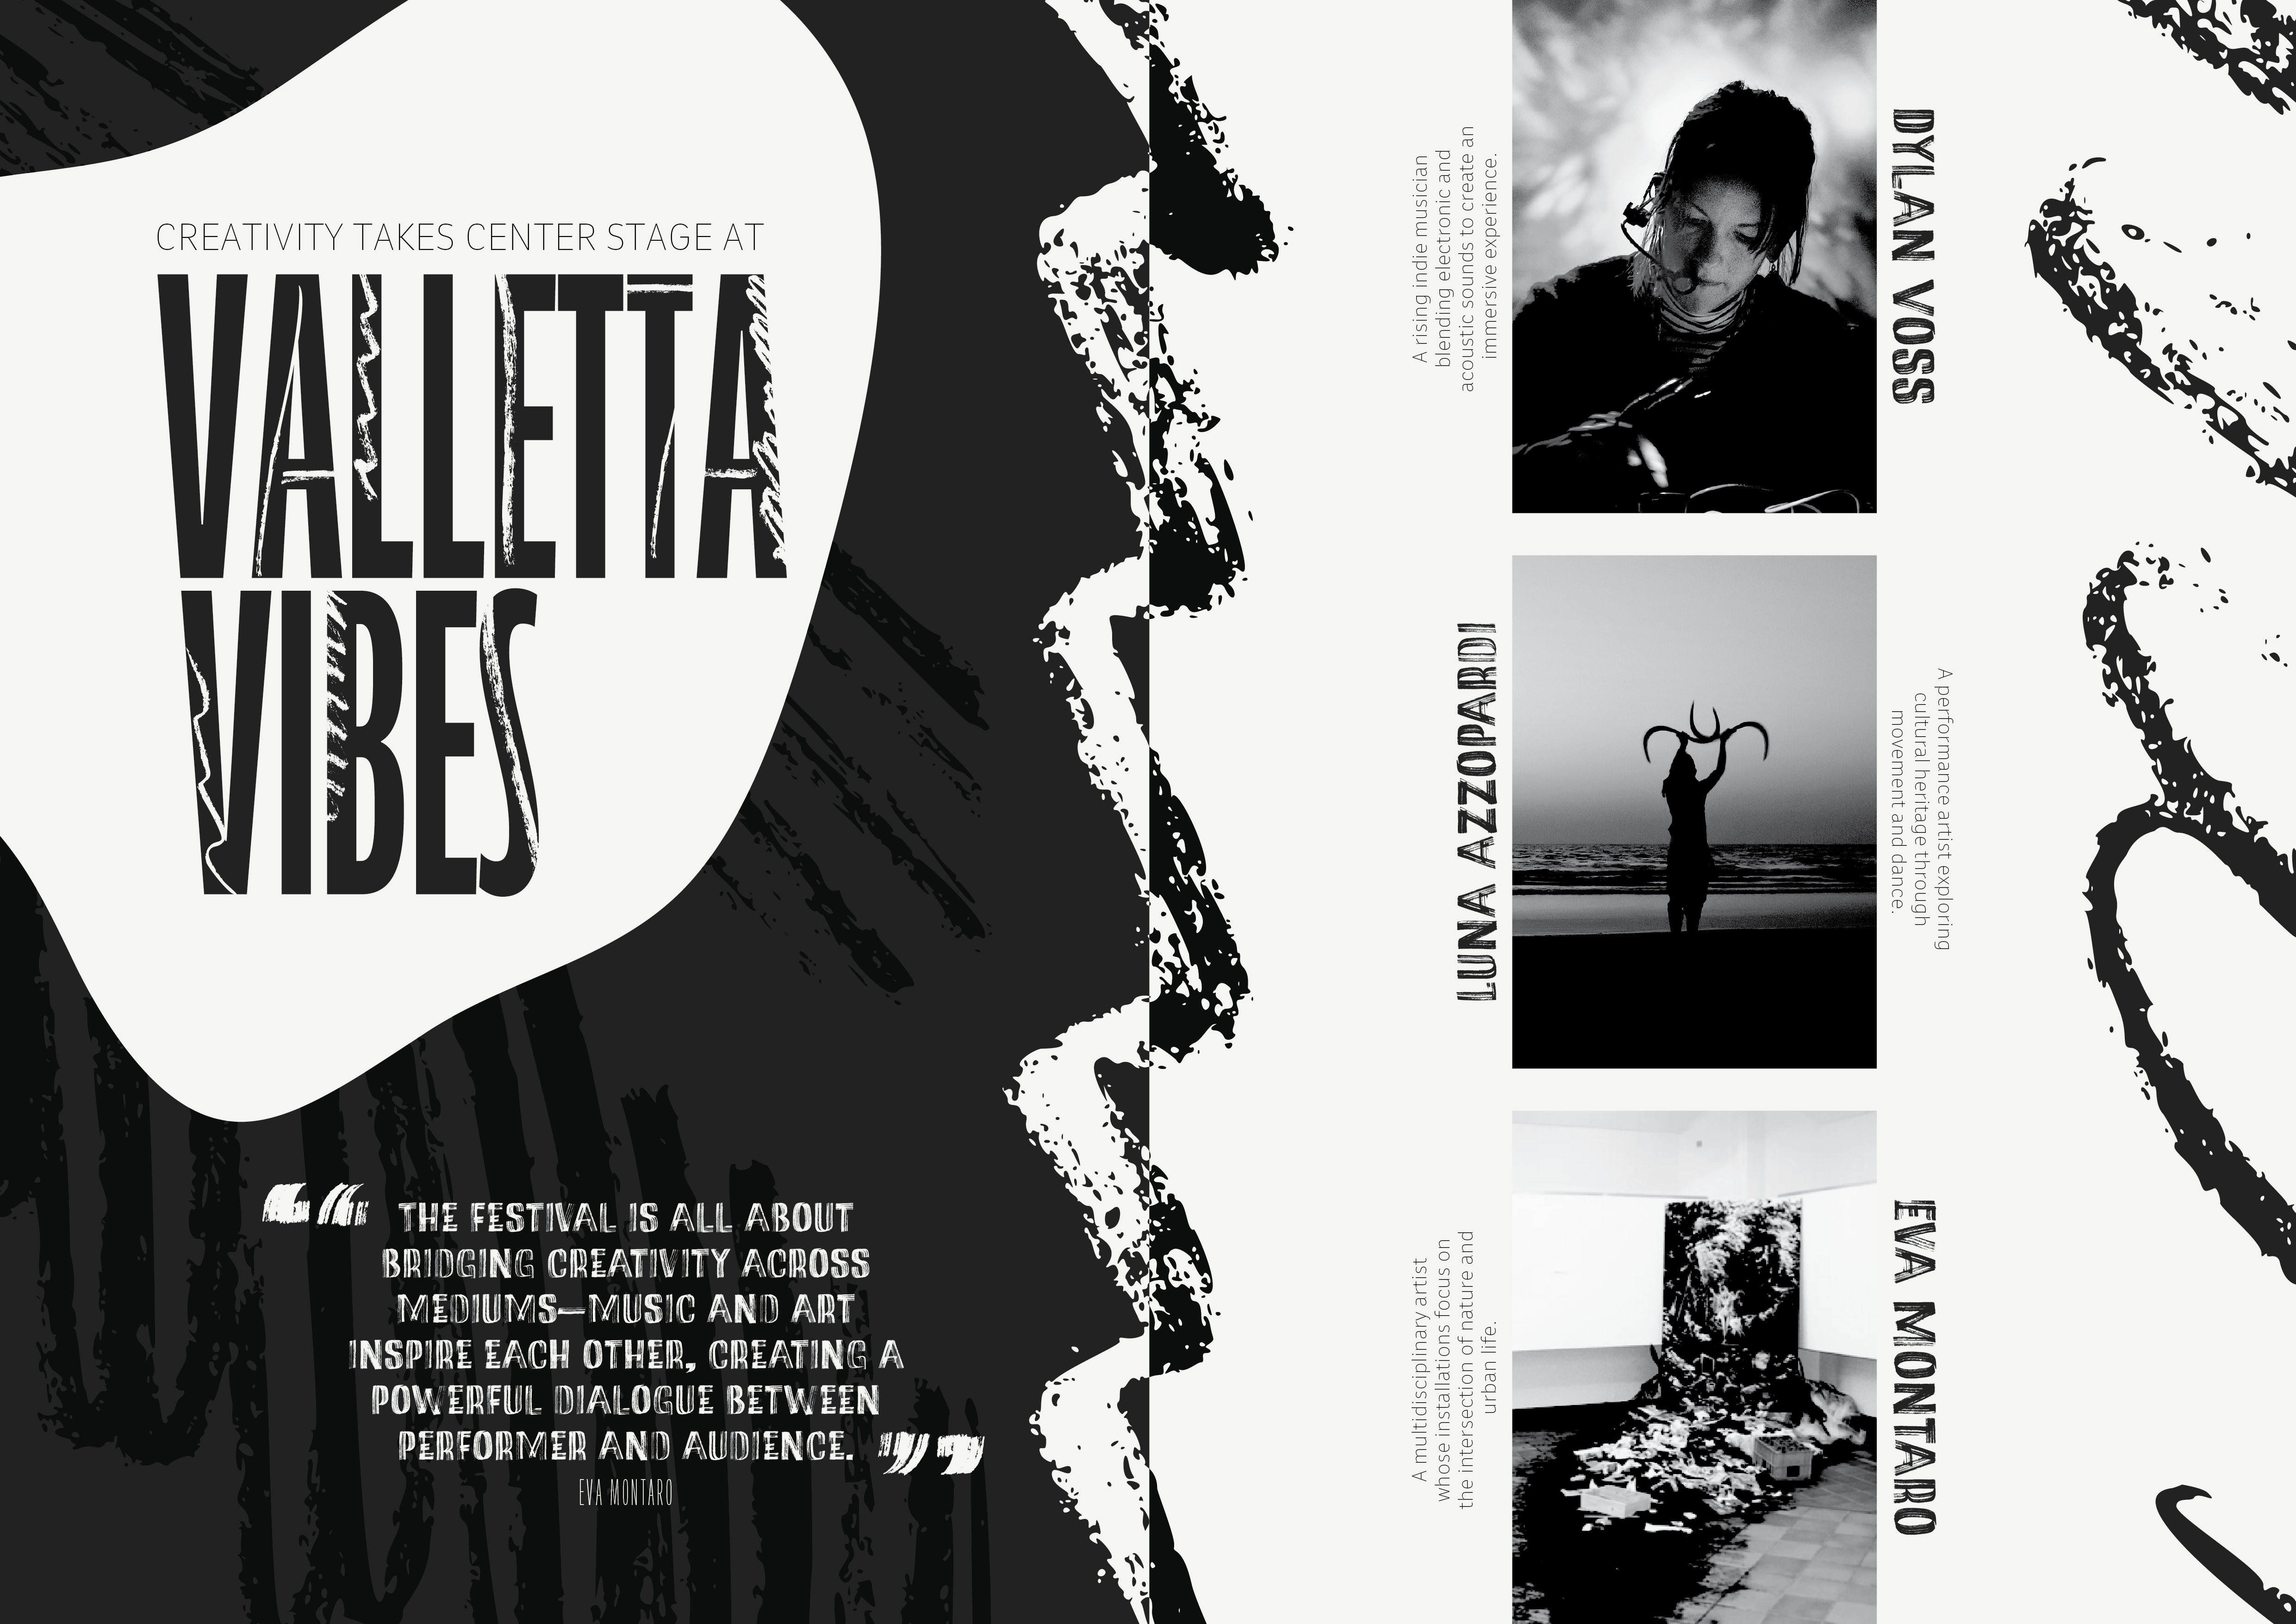 CREATIVITY TAKES CENTER STAGE AT
VALLETTA
VIBES
THE FESTIVAL IS ALL ABOUT
BRIDGING CREATIVITY ACROSS
MEDIUMS—MUSIC AND ART
INSPIRE EACH OTHER, CREATING A
POWERFUL DIALOGUE BETWEEN
PERFORMER AND AUDIENCE.
EVA MONTARO
DYLAN VOSS
A rising indie musician
blending electronic and
acoustic sounds to create an
immersive experience.
LUNA AZZOPARDI
A performance artist exploring
cultural heritage through
movement and dance.
EVA MONTARO
A multidisciplinary artist
whose installations focus on
the intersection of nature and
urban life.